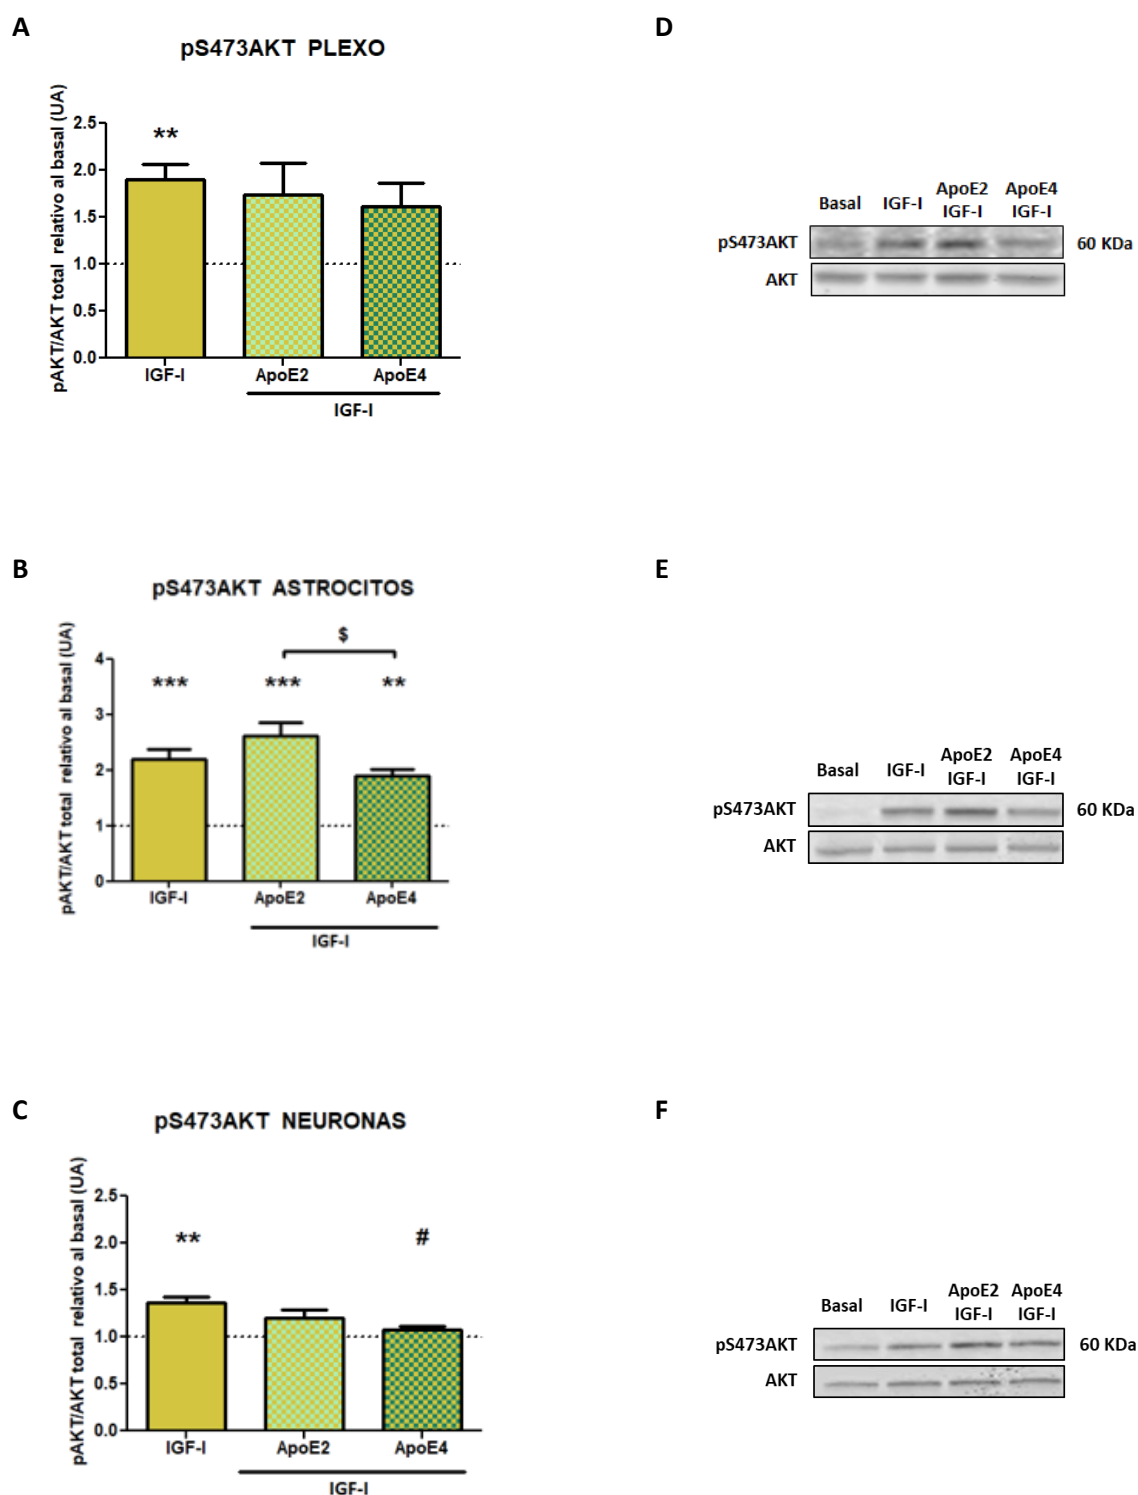 A
pS473AKT PLEXO
pAKT/AKT total relativo al basal (UA)
2.5
2.0
1.5
1.0
0.5
0.0
**
IGF-I
ApoE2
ApoE4
IGF-I
D
Basal
IGF-I
ApoE2
IGF-I
ApoE4
IGF-I
pS473AKT
60 KDa
AKT
B
pS473AKT ASTROCITOS
pAKT/AKT total relativo al basal (UA)
4
3
2
1
0
$
*** *** **
IGF-I
ApoE2
ApoE4
IGF-I
E
Basal
IGF-I
ApoE2
IGF-I
ApoE4
IGF-I
pS473AKT
60 KDa
AKT
C
pS473AKT NEURONAS
pAKT/AKT total relativo al basal (UA)
2.5
2.0
1.5
1.0
0.5
0.0
** #
IGF-I
ApoE2
ApoE4
IGF-I
F
Basal
IGF-I
ApoE2
IGF-I
ApoE4
IGF-I
pS473AKT
60 KDa
AKT